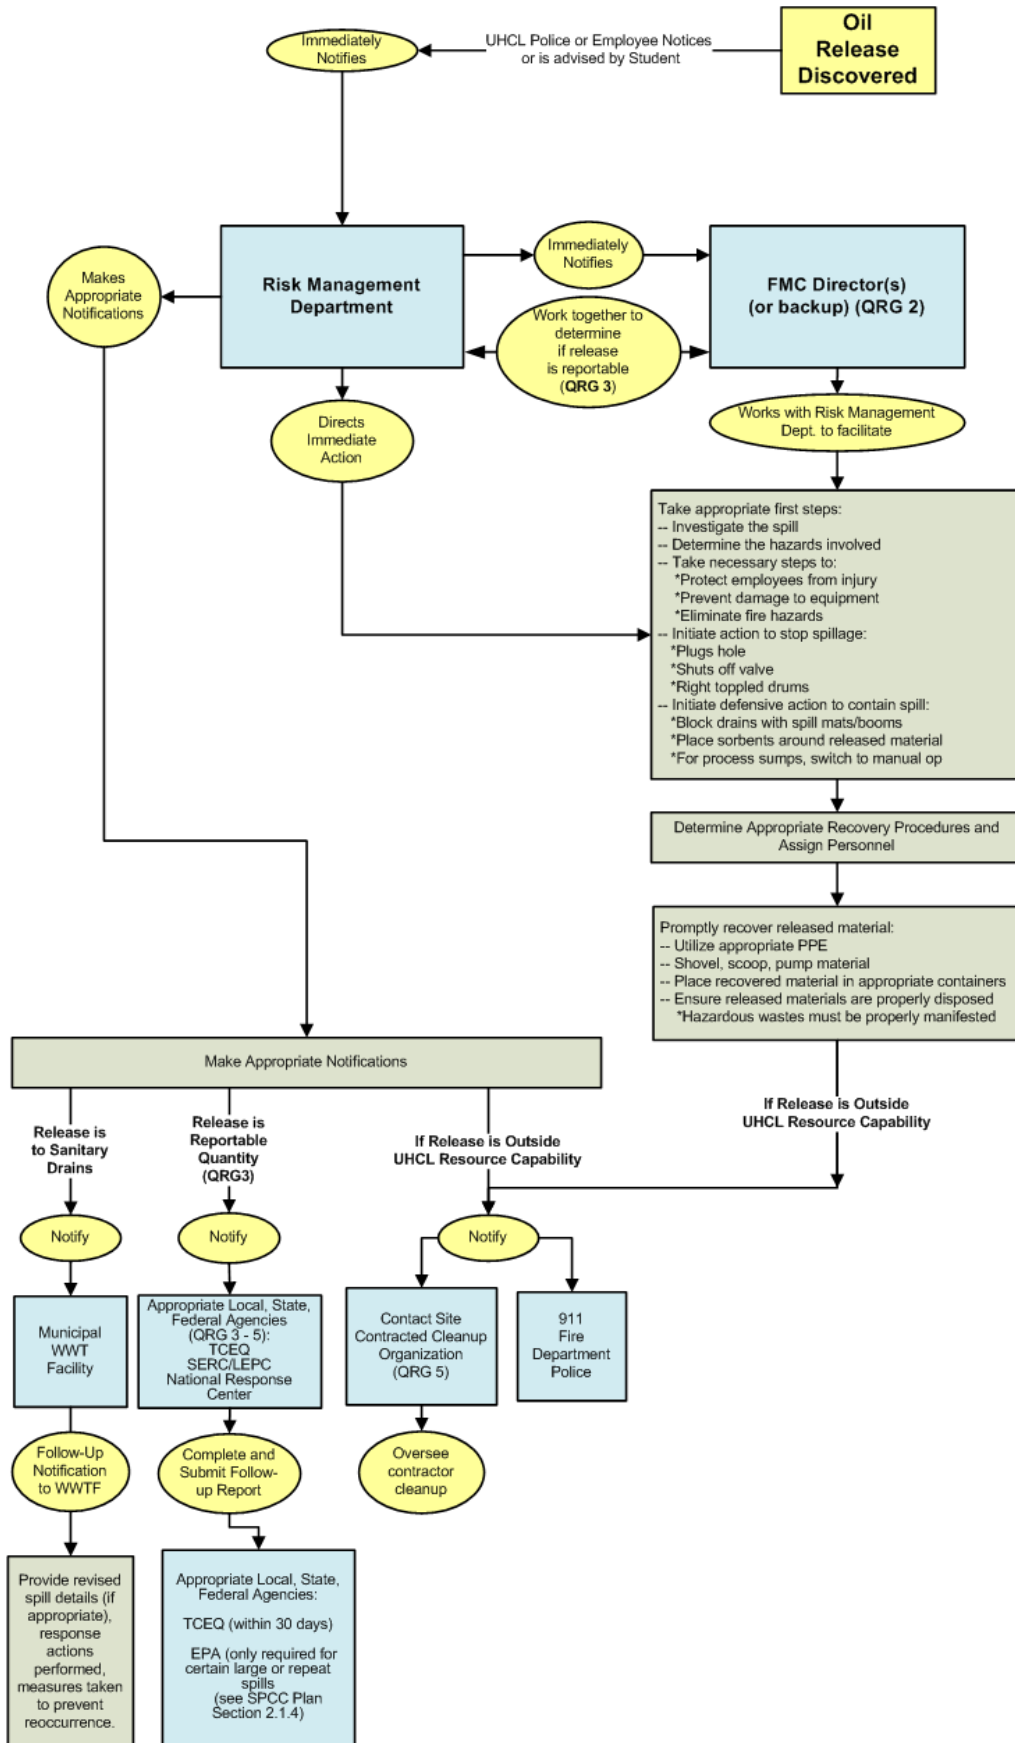 Oil
Release
Discovered
UHCL Police or Employee Notices
or is advised by Student
Immediately
Notifies
Risk Management
Department
Immediately
Notifies
FMC Director(s)
(or backup) (QRG 2)
Makes
Appropriate
Notifications
Work together to
determine
if release
is reportable
(QRG 3)
Directs
Immediate
Action
Works with Risk Management
Dept. to facilitate
Take appropriate first steps:
-- Investigate the spill
-- Determine the hazards involved
-- Take necessary steps to:
*Protect employees from injury
*Prevent damage to equipment
*Eliminate fire hazards
-- Initiate action to stop spillage:
*Plugs hole
*Shuts off valve
*Right toppled drums
-- Initiate defensive action to contain spill:
*Block drains with spill mats/booms
*Place sorbents around released material
*For process sumps, switch to manual op
Determine Appropriate Recovery Procedures and
Assign Personnel
Promptly recover released material:
-- Utilize appropriate PPE
-- Shovel, scoop, pump material
-- Place recovered material in appropriate containers
-- Ensure released materials are properly disposed
*Hazardous wastes must be properly manifested
If Release is Outside
UHCL Resource Capability
Make Appropriate Notifications
Release is
to Sanitary
Drains
Release is
Reportable
Quantity
(QRG3)
If Release is Outside
UHCL Resource Capability
Notify
Notify
Notify
Municipal
WWT
Facility
Appropriate Local, State,
Federal Agencies
(QRG 3 - 5):
TCEQ
SERC/LEPC
National Response
Center
Contact Site
Contracted Cleanup
Organization
(QRG 5)
911
Fire
Department
Police
Follow-Up
Notification
to WWTF
Complete and
Submit Follow-
up Report
Oversee
contractor
cleanup
Provide revised
spill details (if
appropriate),
response
actions
performed,
measures taken
to prevent
reoccurrence.
Appropriate Local, State,
Federal Agencies:
TCEQ (within 30 days)
EPA (only required for
certain large or repeat
spills
(see SPCC Plan
Section 2.1.4)